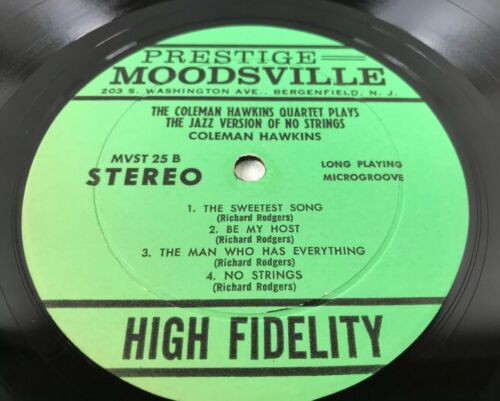 PRESTIGE
MOODSVILLE
203 S. WASHINGTON AVE., BERGENFIELD, N. J.
THE COLEMAN HAWKINS QUARTET PLAYS
THE JAZZ VERSION OF NO STRINGS
COLEMAN HAWKINS
MVST 25 B
STEREO
LONG PLAYING
MICROGROOVE
1. THE SWEETEST SONG
(Richard Rodgers)
2. BE MY HOST
(Richard Rodgers)
3. THE MAN WHO HAS EVERYTHING
(Richard Rodgers)
4. NO STRINGS
(Richard Rodgers)
HIGH FIDELITY